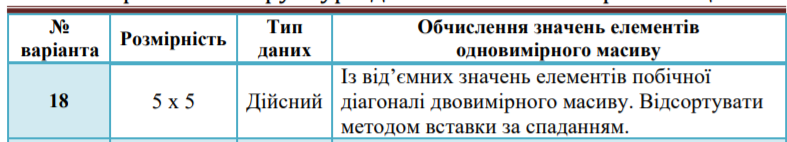 № варіанта
Розмірність
Тип даних
Обчислення значень елементів
одновимірного масиву
18
5 х 5
Дійсний
Із від’ємних значень елементів побічної
діагоналі двовимірного масиву. Відсортувати
методом вставки за спаданням.